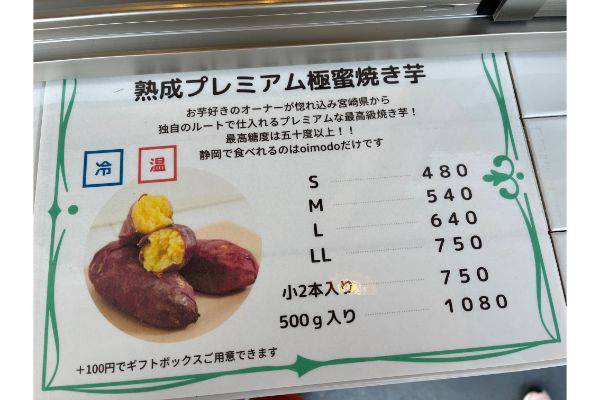 熟成プレミアム極蜜焼き芋
お芋好きのオーナーが惚れ込み宮崎県から
独自のルートで仕入れるプレミアムな最高級焼き芋！
最高糖度は五十度以上！！
静岡で食べれるのはoimodoだけです
冷 温
S 480
M 540
L 640
LL 750
小2本入り 750
500g入り 1080
＋100円でギフトボックスご用意できます